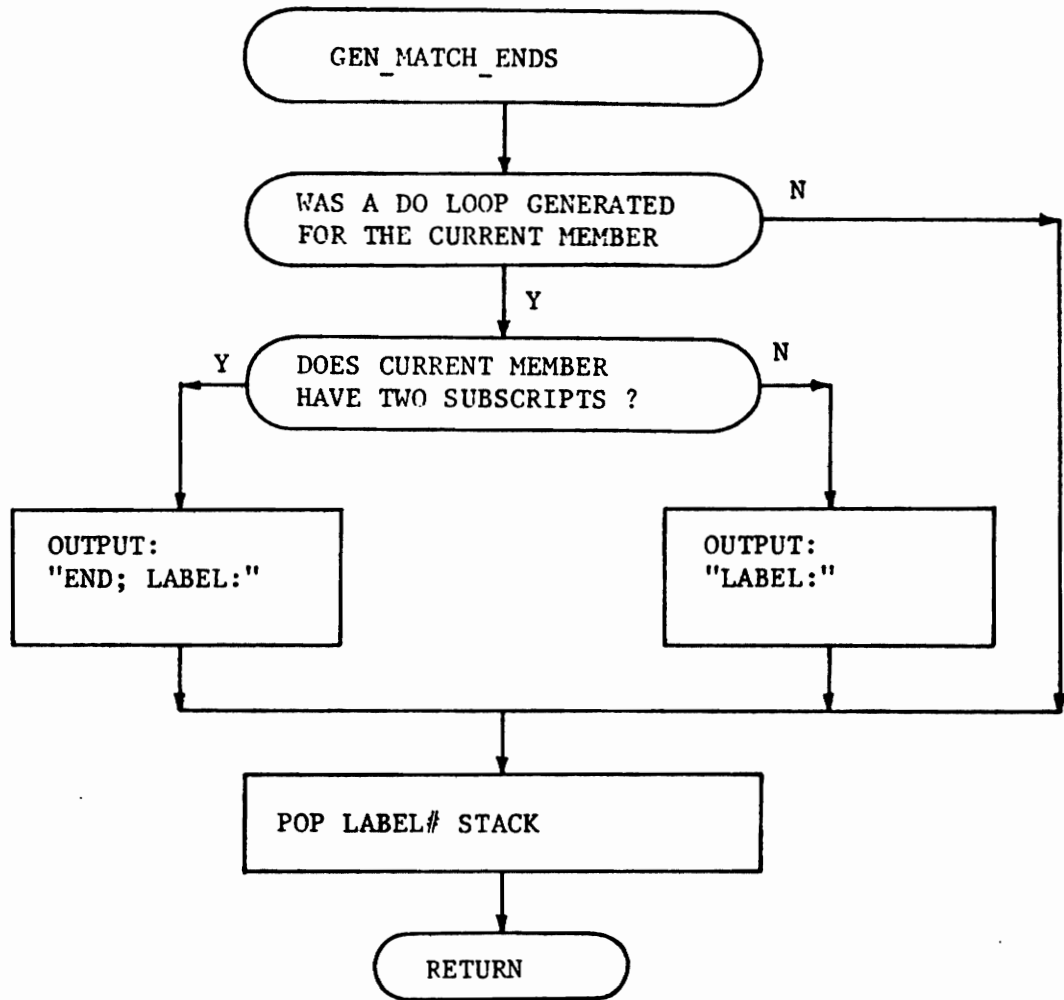 GEN_MATCH_ENDS
WAS A DO LOOP GENERATED
FOR THE CURRENT MEMBER
N
Y
DOES CURRENT MEMBER
HAVE TWO SUBSCRIPTS ?
Y
N
OUTPUT:
"END; LABEL:"
OUTPUT:
"LABEL:"
POP LABEL# STACK
RETURN